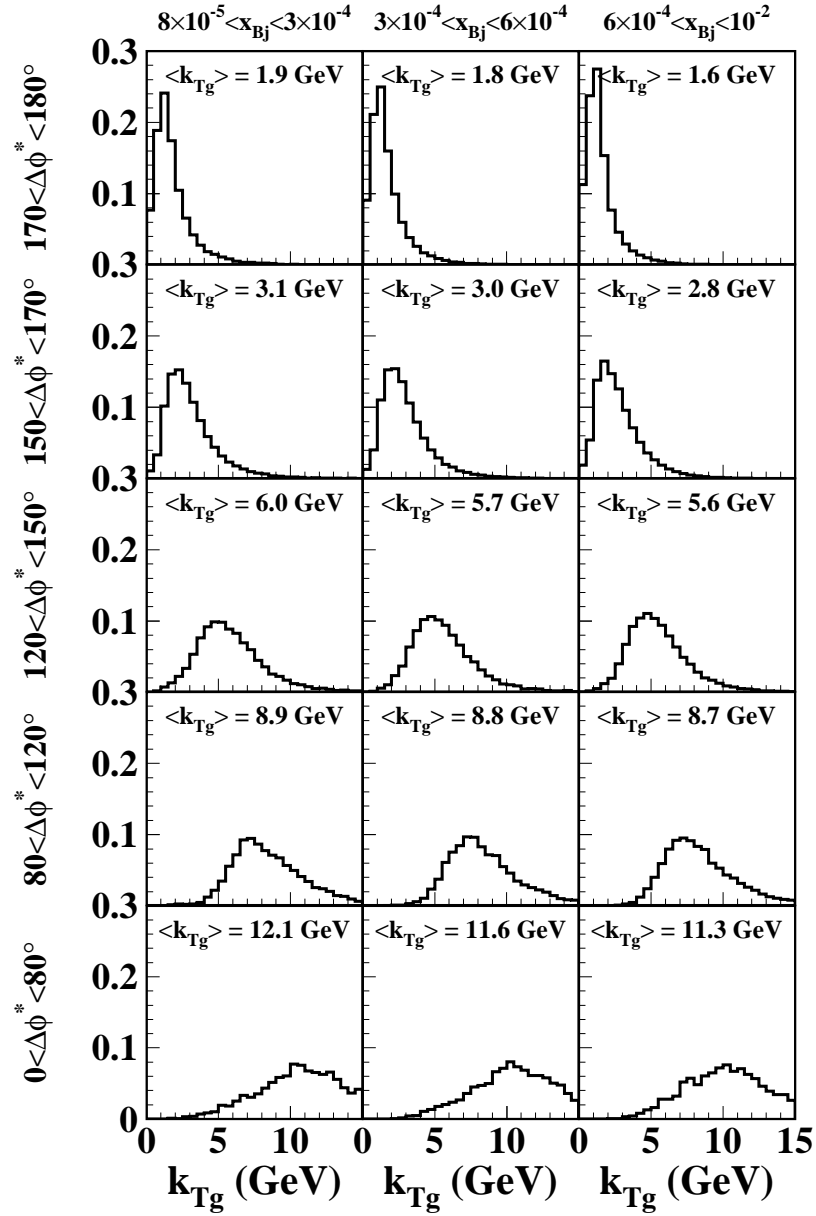 8×10⁻⁵<x_Bj<3×10⁻⁴ 3×10⁻⁴<x_Bj<6×10⁻⁴ 6×10⁻⁴<x_Bj<10⁻²
170<Δφ* <180°
0.3
0.2
0.1
<k_Tg> = 1.9 GeV <k_Tg> = 1.8 GeV <k_Tg> = 1.6 GeV
150<Δφ* <170°
0.3
0.2
0.1
<k_Tg> = 3.1 GeV <k_Tg> = 3.0 GeV <k_Tg> = 2.8 GeV
120<Δφ* <150°
0.3
0.2
0.1
<k_Tg> = 6.0 GeV <k_Tg> = 5.7 GeV <k_Tg> = 5.6 GeV
80<Δφ* <120°
0.3
0.2
0.1
<k_Tg> = 8.9 GeV <k_Tg> = 8.8 GeV <k_Tg> = 8.7 GeV
0<Δφ* <80°
0.3
0.2
0.1
0
<k_Tg> = 12.1 GeV <k_Tg> = 11.6 GeV <k_Tg> = 11.3 GeV
0 5 10 0 5 10 0 5 10 15
k_Tg (GeV) k_Tg (GeV) k_Tg (GeV)